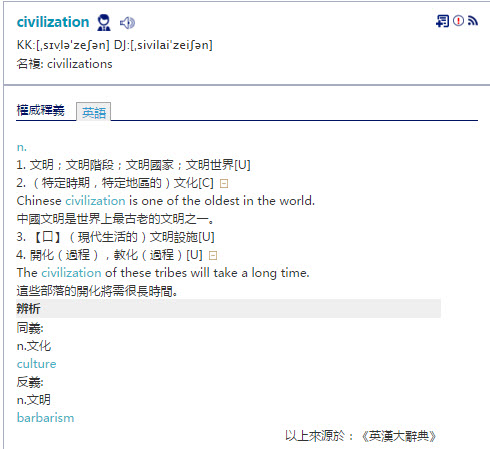 civilization
KK:[͵sɪvḷə'zeʃən] DJ:[͵sivilai'zeiʃən]
名複: civilizations
權威釋義 英語
n.
1. 文明；文明階段；文明國家；文明世界[U]
2. （特定時期，特定地區的）文化[C]
Chinese civilization is one of the oldest in the world.
中國文明是世界上最古老的文明之一。
3. 【口】（現代生活的）文明設施[U]
4. 開化（過程），教化（過程）[U]
The civilization of these tribes will take a long time.
這些部落的開化將需很長時間。
辨析
同義:
n.文化
culture
反義:
n.文明
barbarism
以上來源於：《英漢大辭典》